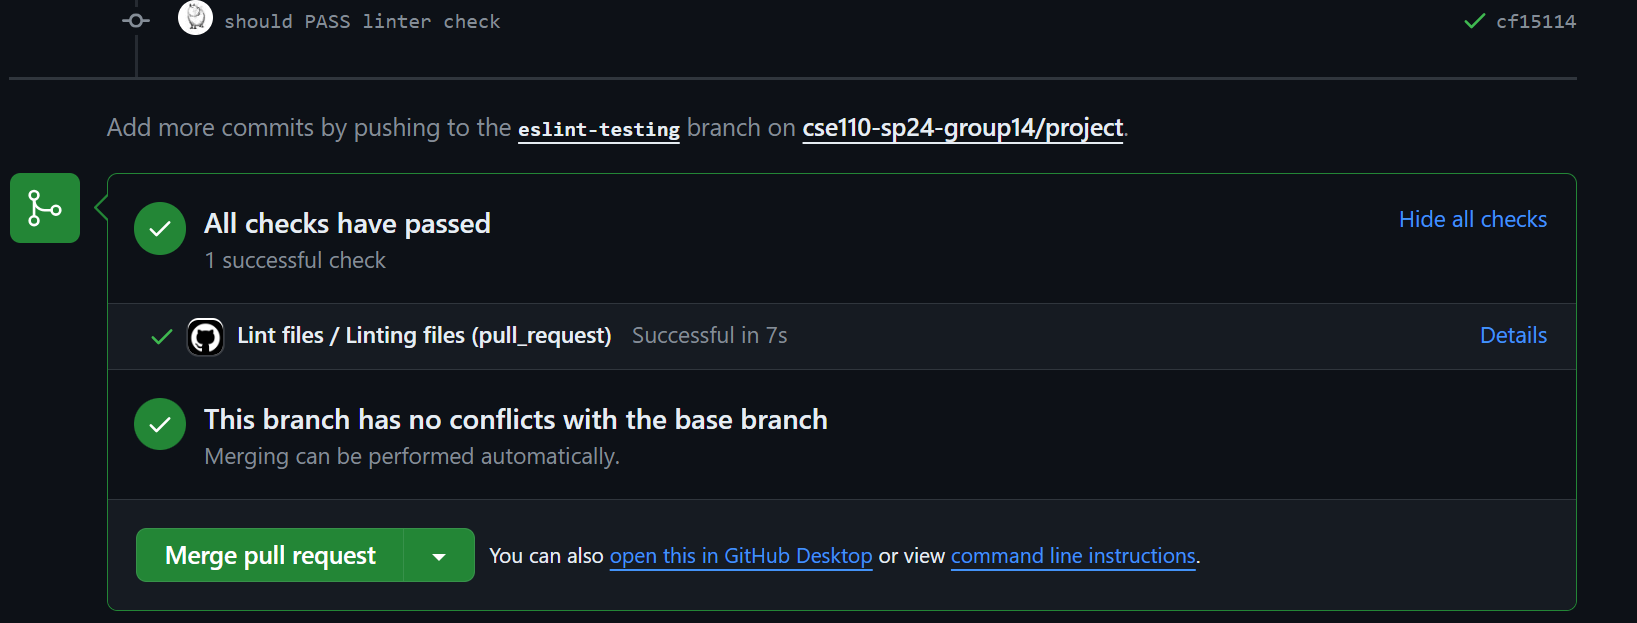 should PASS linter check cf15114
Add more commits by pushing to the eslint-testing branch on cse110-sp24-group14/project.
All checks have passed
Hide all checks
1 successful check
Lint files / Linting files (pull_request) Successful in 7s Details
This branch has no conflicts with the base branch
Merging can be performed automatically.
Merge pull request You can also open this in GitHub Desktop or view command line instructions.